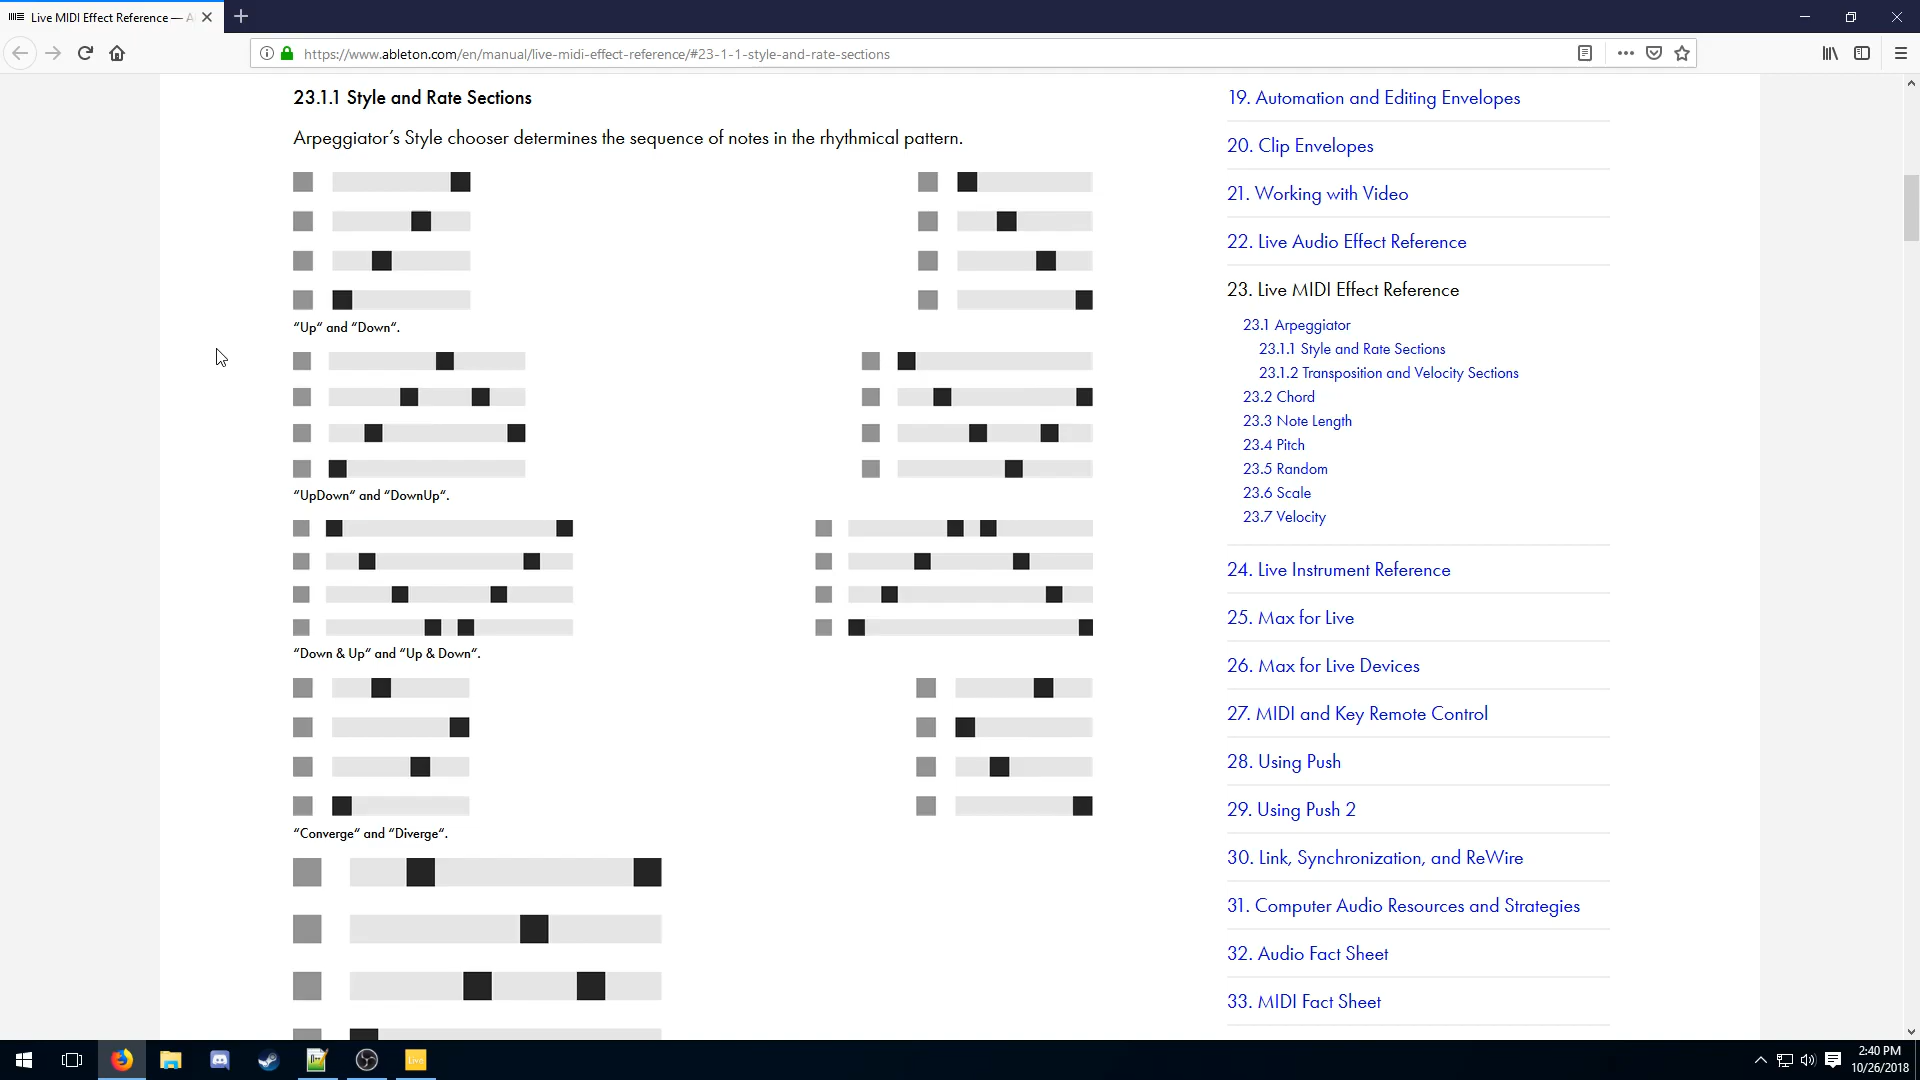 Live MIDI Effect Reference — A
https://www.ableton.com/en/manual/live-midi-effect-reference/#23-1-1-style-and-rate-sections
23.1.1 Style and Rate Sections
Arpeggiator’s Style chooser determines the sequence of notes in the rhythmical pattern.
“Up“ and “Down“.
“UpDown“ and “DownUp“.
“Down & Up“ and “Up & Down“.
“Converge“ and “Diverge“.
19. Automation and Editing Envelopes
20. Clip Envelopes
21. Working with Video
22. Live Audio Effect Reference
23. Live MIDI Effect Reference
23.1 Arpeggiator
23.1.1 Style and Rate Sections
23.1.2 Transposition and Velocity Sections
23.2 Chord
23.3 Note Length
23.4 Pitch
23.5 Random
23.6 Scale
23.7 Velocity
24. Live Instrument Reference
25. Max for Live
26. Max for Live Devices
27. MIDI and Key Remote Control
28. Using Push
29. Using Push 2
30. Link, Synchronization, and ReWire
31. Computer Audio Resources and Strategies
32. Audio Fact Sheet
33. MIDI Fact Sheet
Live
2:40 PM
10/26/2018